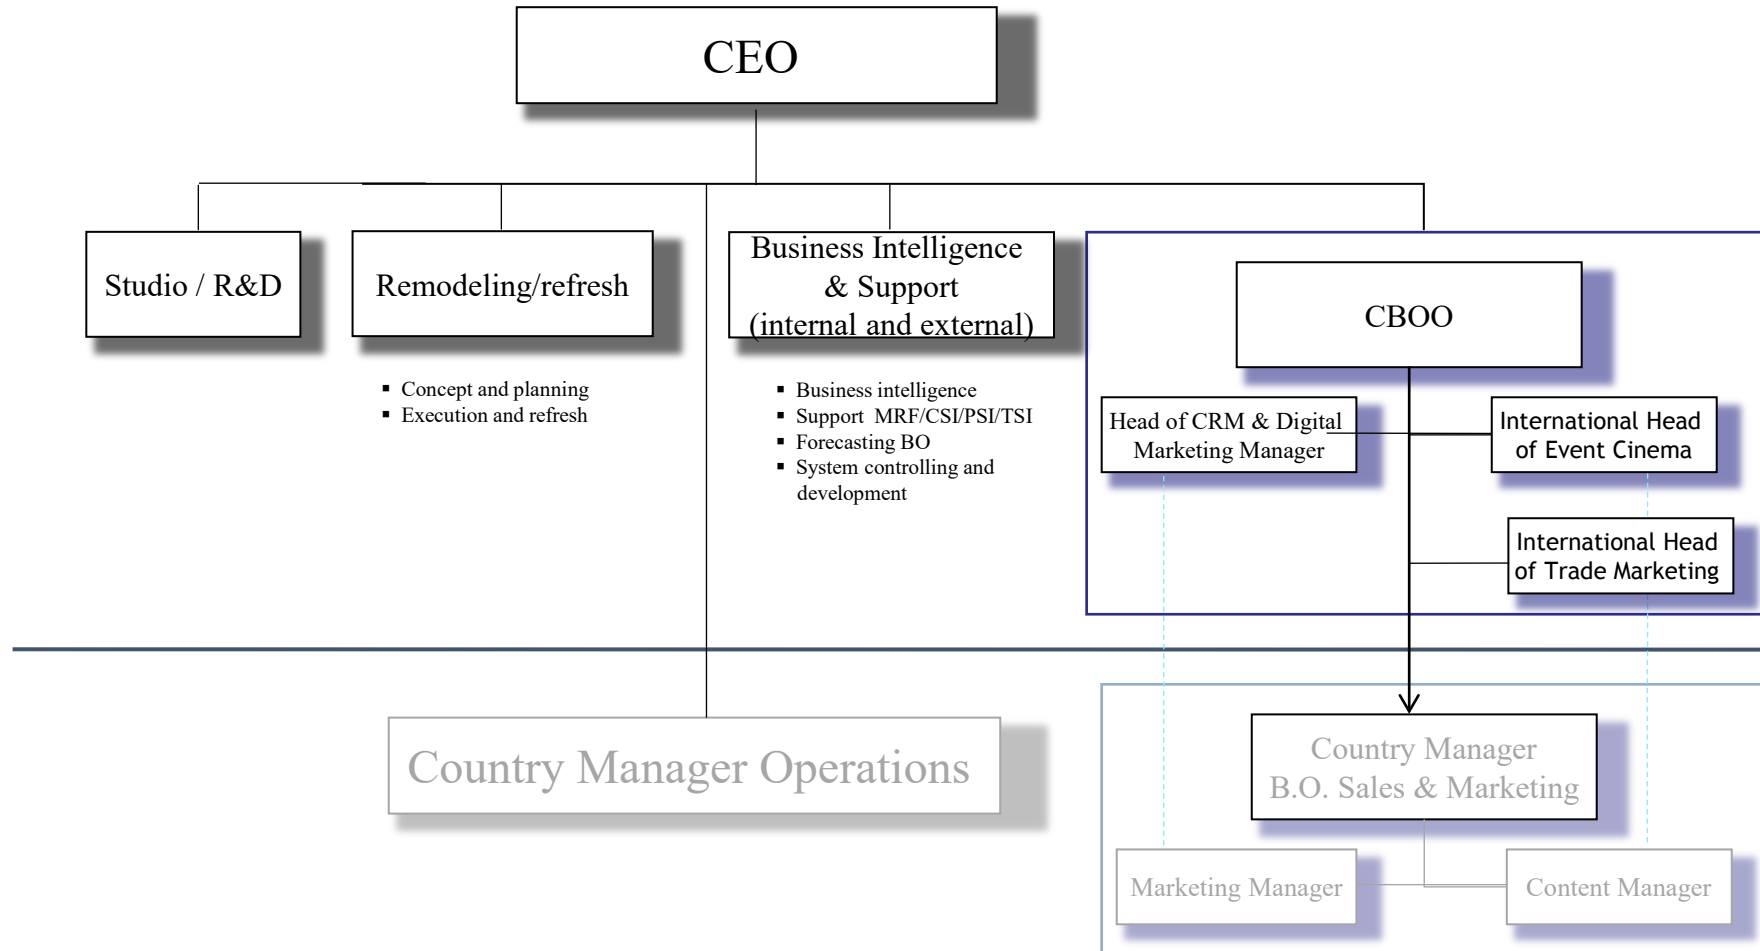 CEO
Studio / R&D
Remodeling/refresh
Business Intelligence
& Support
(internal and external)
CBOO
▪ Concept and planning
▪ Execution and refresh
▪ Business intelligence
▪ Support MRF/CSI/PSI/TSI
▪ Forecasting BO
▪ System controlling and
development
Head of CRM & Digital
Marketing Manager
International Head
of Event Cinema
International Head
of Trade Marketing
Country Manager Operations
Country Manager
B.O. Sales & Marketing
Marketing Manager
Content Manager